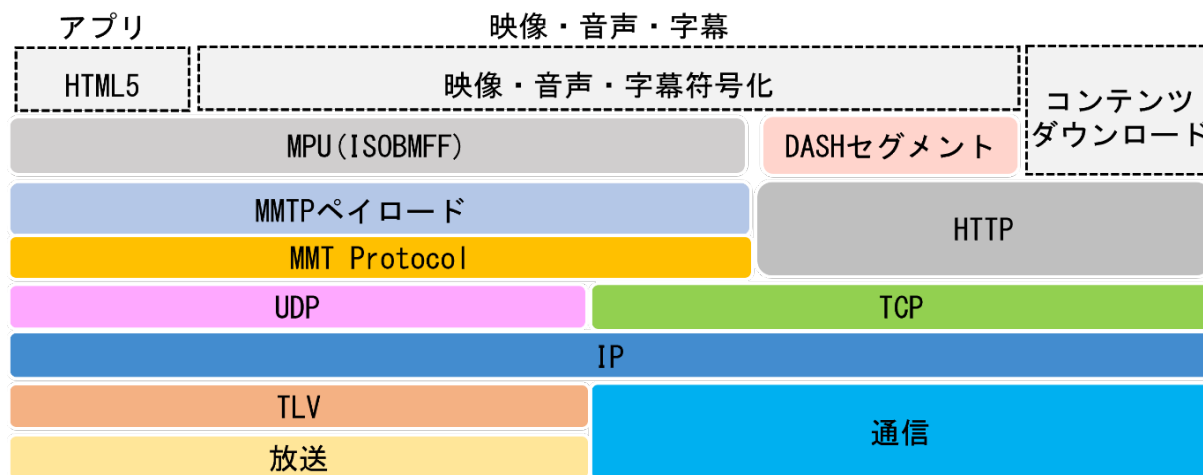 アプリ
映像・音声・字幕
HTML5
映像・音声・字幕符号化
コンテンツ
ダウンロード
MPU(ISOBMFF)
DASHセグメント
MMTPペイロード
HTTP
MMT Protocol
UDP
TCP
IP
TLV
通信
放送